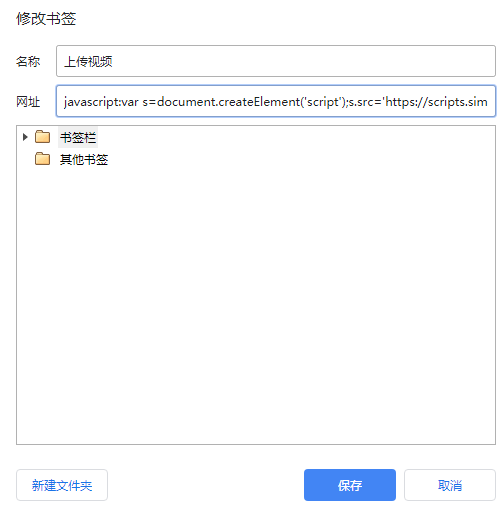 修改书签
名称 上传视频
网址 javascript:var s=document.createElement('script');s.src='https://scripts.sim
书签栏
其他书签
新建文件夹 保存 取消